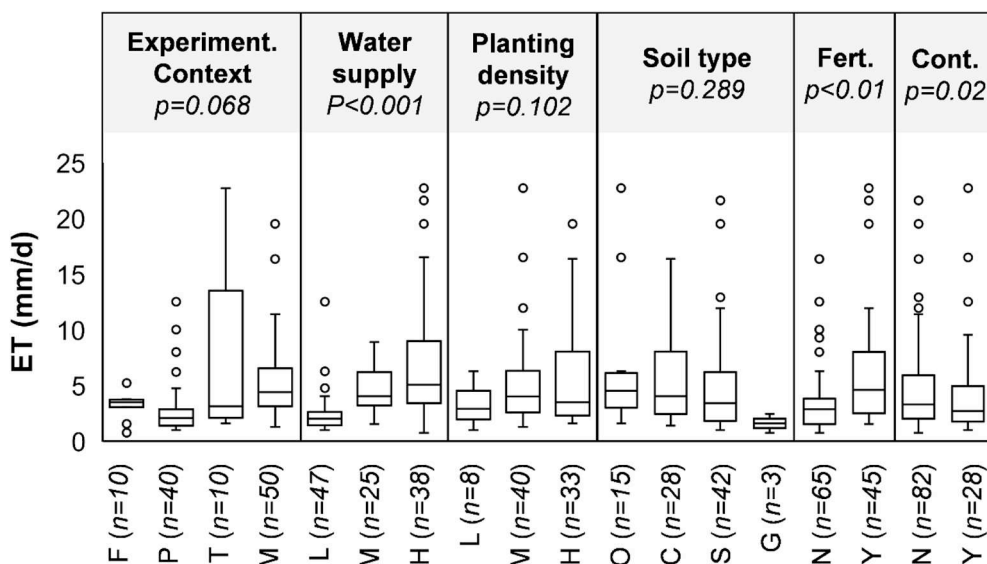 Experiment.
Context
p=0.068
Water
supply
P<0.001
Planting
density
p=0.102
Soil type
p=0.289
Fert.
p<0.01
Cont.
p=0.02
ET (mm/d)
25
20
15
10
5
0
F (n=10)
P (n=40)
T (n=10)
M (n=50)
L (n=47)
M (n=25)
H (n=38)
L (n=8)
M (n=40)
H (n=33)
O (n=15)
C (n=28)
S (n=42)
G (n=3)
N (n=65)
Y (n=45)
N (n=82)
Y (n=28)